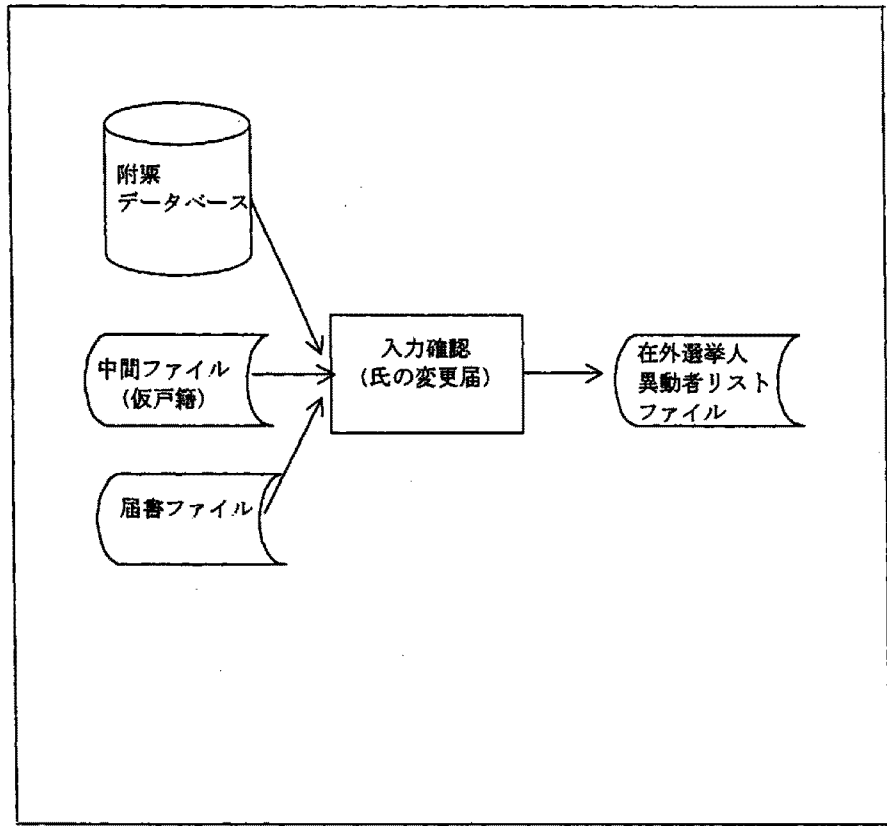 附票
データベース
中間ファイル
(仮戸籍)
届書ファイル
入力確認
(氏の変更届)
在外選挙人
異動者リスト
ファイル